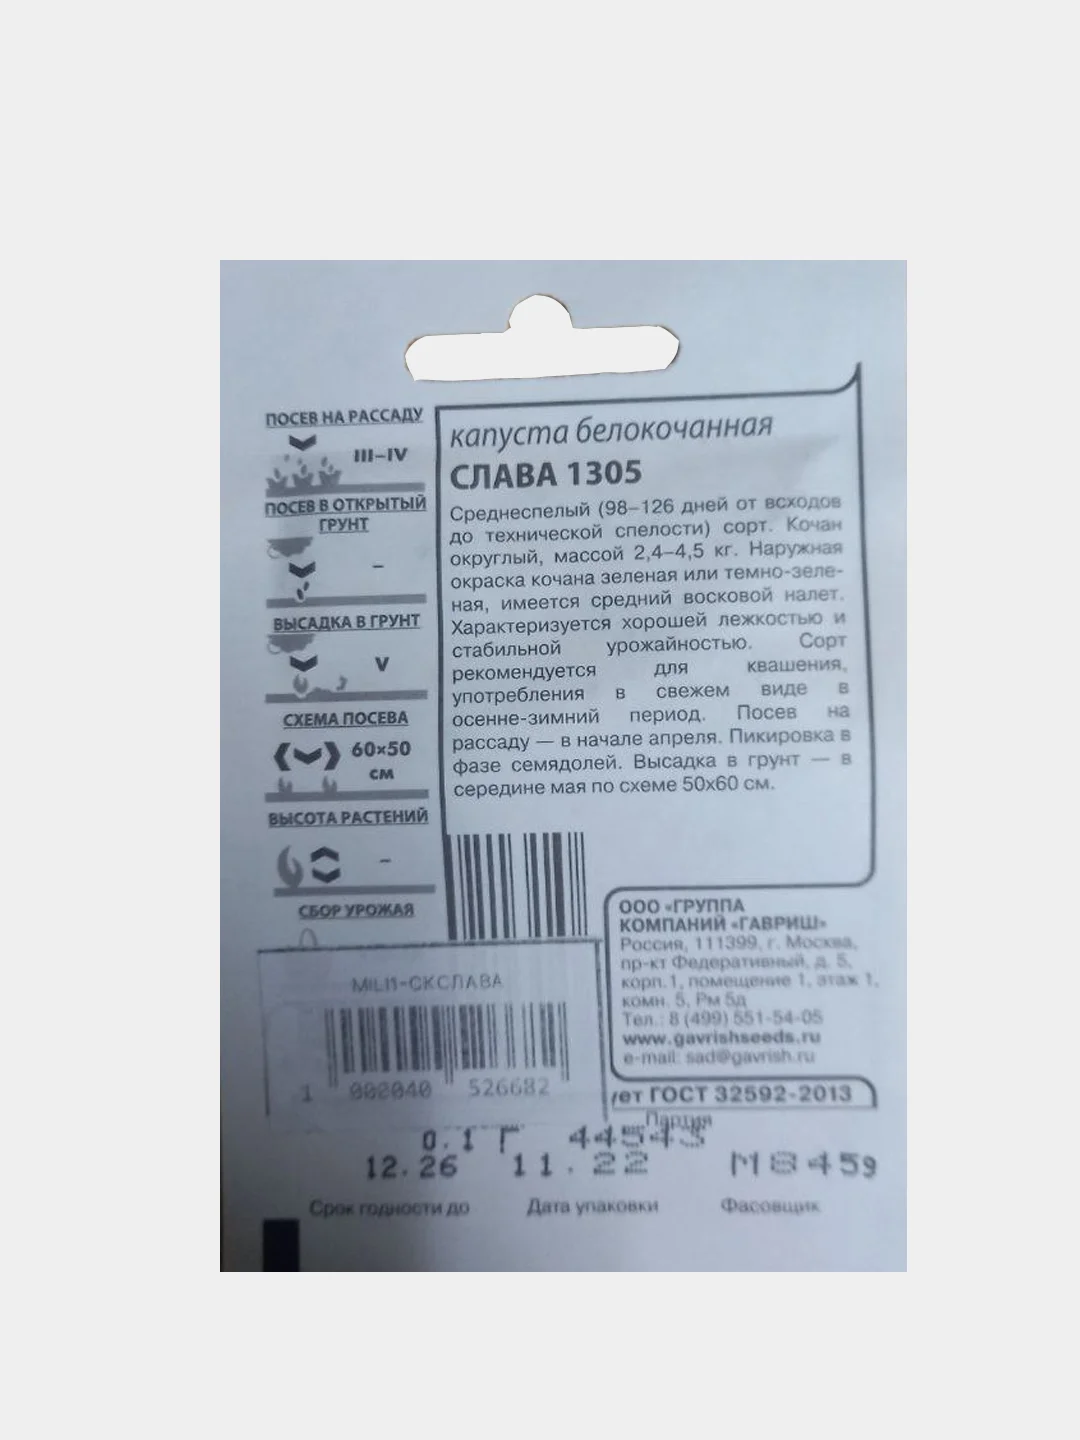 ПОСЕВ НА РАССАДУ
III–IV
ПОСЕВ В ОТКРЫТЫЙ
ГРУНТ
–
ВЫСАДКА В ГРУНТ
V
СХЕМА ПОСЕВА
60×50
см
ВЫСОТА РАСТЕНИЙ
–
СБОР УРОЖАЯ
капуста белокочанная
СЛАВА 1305
Среднеспелый (98–126 дней от всходов
до технической спелости) сорт. Кочан
округлый, массой 2,4–4,5 кг. Наружная
окраска кочана зеленая или темно-зеле-
ная, имеется средний восковой налет.
Характеризуется хорошей лежкостью и
стабильной урожайностью. Сорт
рекомендуется для квашения,
употребления в свежем виде в
осенне-зимний период. Посев на
рассаду — в начале апреля. Пикировка в
фазе семядолей. Высадка в грунт — в
середине мая по схеме 50х60 см.
ООО «ГРУППА
КОМПАНИЙ «ГАВРИШ»
Россия, 111399, г. Москва,
пр-кт Федеративный, д. 5,
корп.1, помещение 1, этаж 1,
комн. 5, Рм 5д
Тел.: 8 (499) 551-54-05
www.gavrishseeds.ru
e-mail: sad@gavrish.ru
ет ГОСТ 32592-2013
MILI1-СКСЛАВА
1 002040 526682
Партия
0.1 Г 44543
12.26 11.22 М8459
Срок годности до Дата упаковки Фасовщик